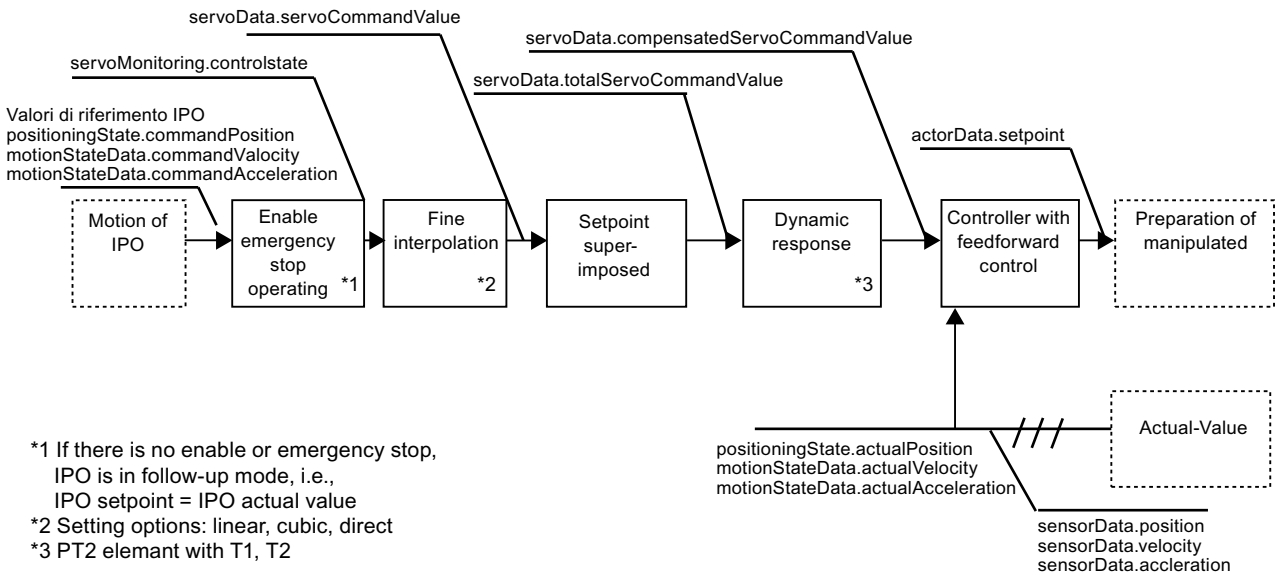 servoData.servoCommandValue
servoData.compensatedServoCommandValue
servoMonitoring.controlstate
servoData.totalServoCommandValue
Valori di riferimento IPO
positioningState.commandPosition
motionStateData.commandValocity
motionStateData.commandAcceleration
actorData.setpoint
Motion of
IPO
Enable
emergency
stop
operating *1
Fine
interpolation
*2
Setpoint
super-
imposed
Dynamic
response
*3
Controller with
feedforward
control
Preparation of
manipulated
Actual-Value
positioningState.actualPosition
motionStateData.actualVelocity
motionStateData.actualAcceleration
sensorData.position
sensorData.velocity
sensorData.accleration
*1 If there is no enable or emergency stop,
IPO is in follow-up mode, i.e.,
IPO setpoint = IPO actual value
*2 Setting options: linear, cubic, direct
*3 PT2 elemant with T1, T2